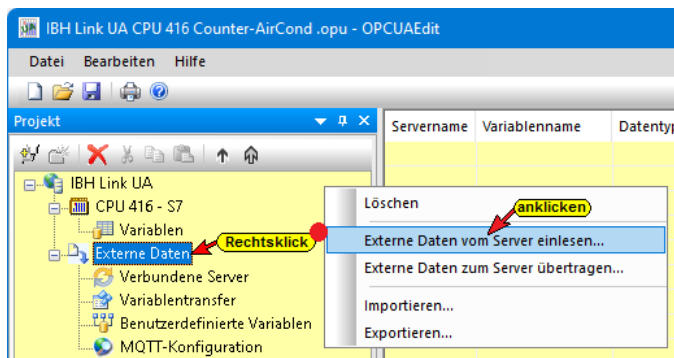 IBH Link UA CPU 416 Counter-AirCond .opu - OPCUAEdit
Datei Bearbeiten Hilfe
Projekt
Servername Variablenname Datentyp
IBH Link UA
CPU 416 - S7
Variablen
Externe Daten
Verbundene Server
Variablentransfer
Benutzerdefinierte Variablen
MQTT-Konfiguration
Rechtsklick
Löschen
anklicken
Externe Daten vom Server einlesen...
Externe Daten zum Server übertragen...
Importieren...
Exportieren...